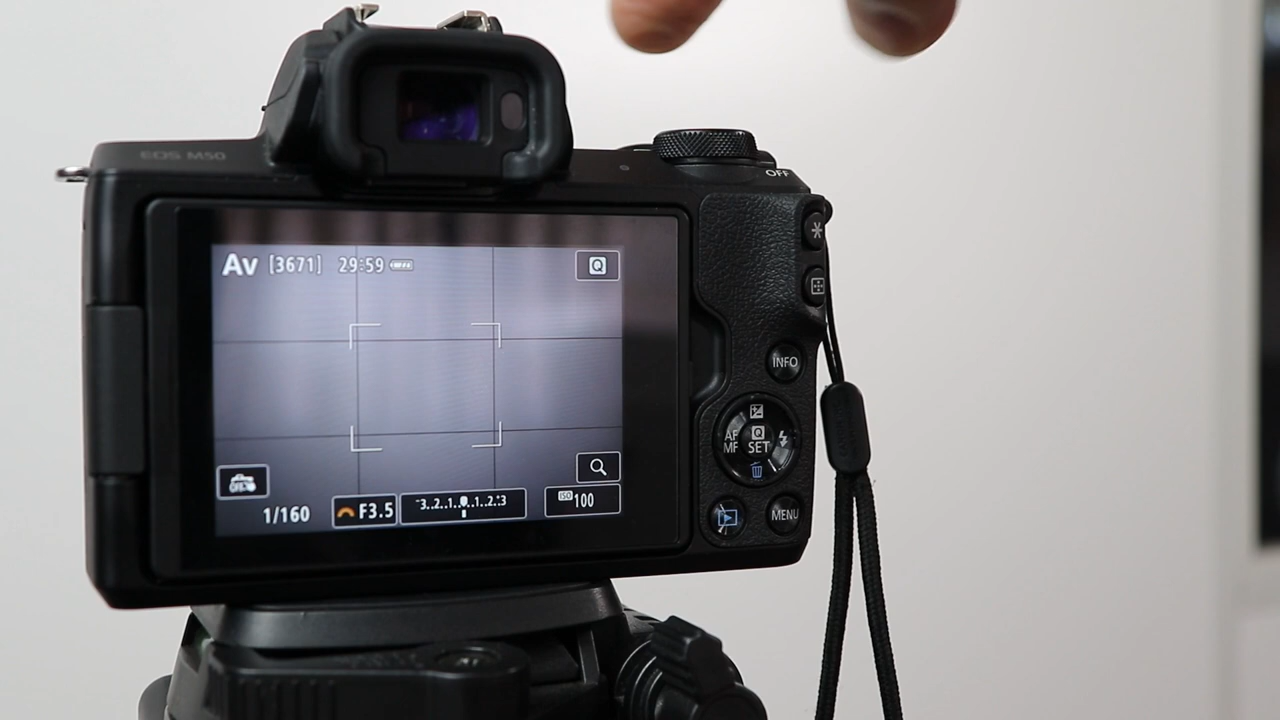 EOS M50
OFF
Av [3671] 29:59
Q
INFO
AF
MF
Q
SET
1/160 F3.5 -3..2..1..0..1..2..:3 ISO 100
MENU